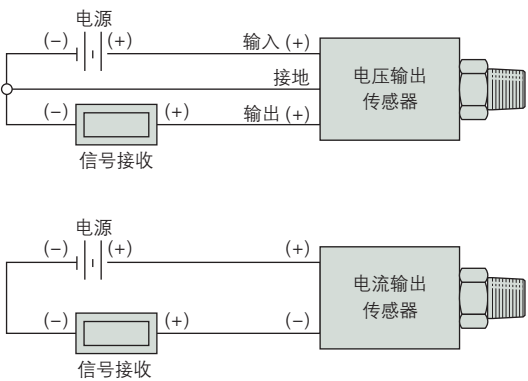 电源
(−) (+) 输入 (+)
接地
电压输出
传感器
(−) (+) 输出 (+)
信号接收
电源
(−) (+) (+)
电流输出
传感器
(−) (+) (−)
信号接收